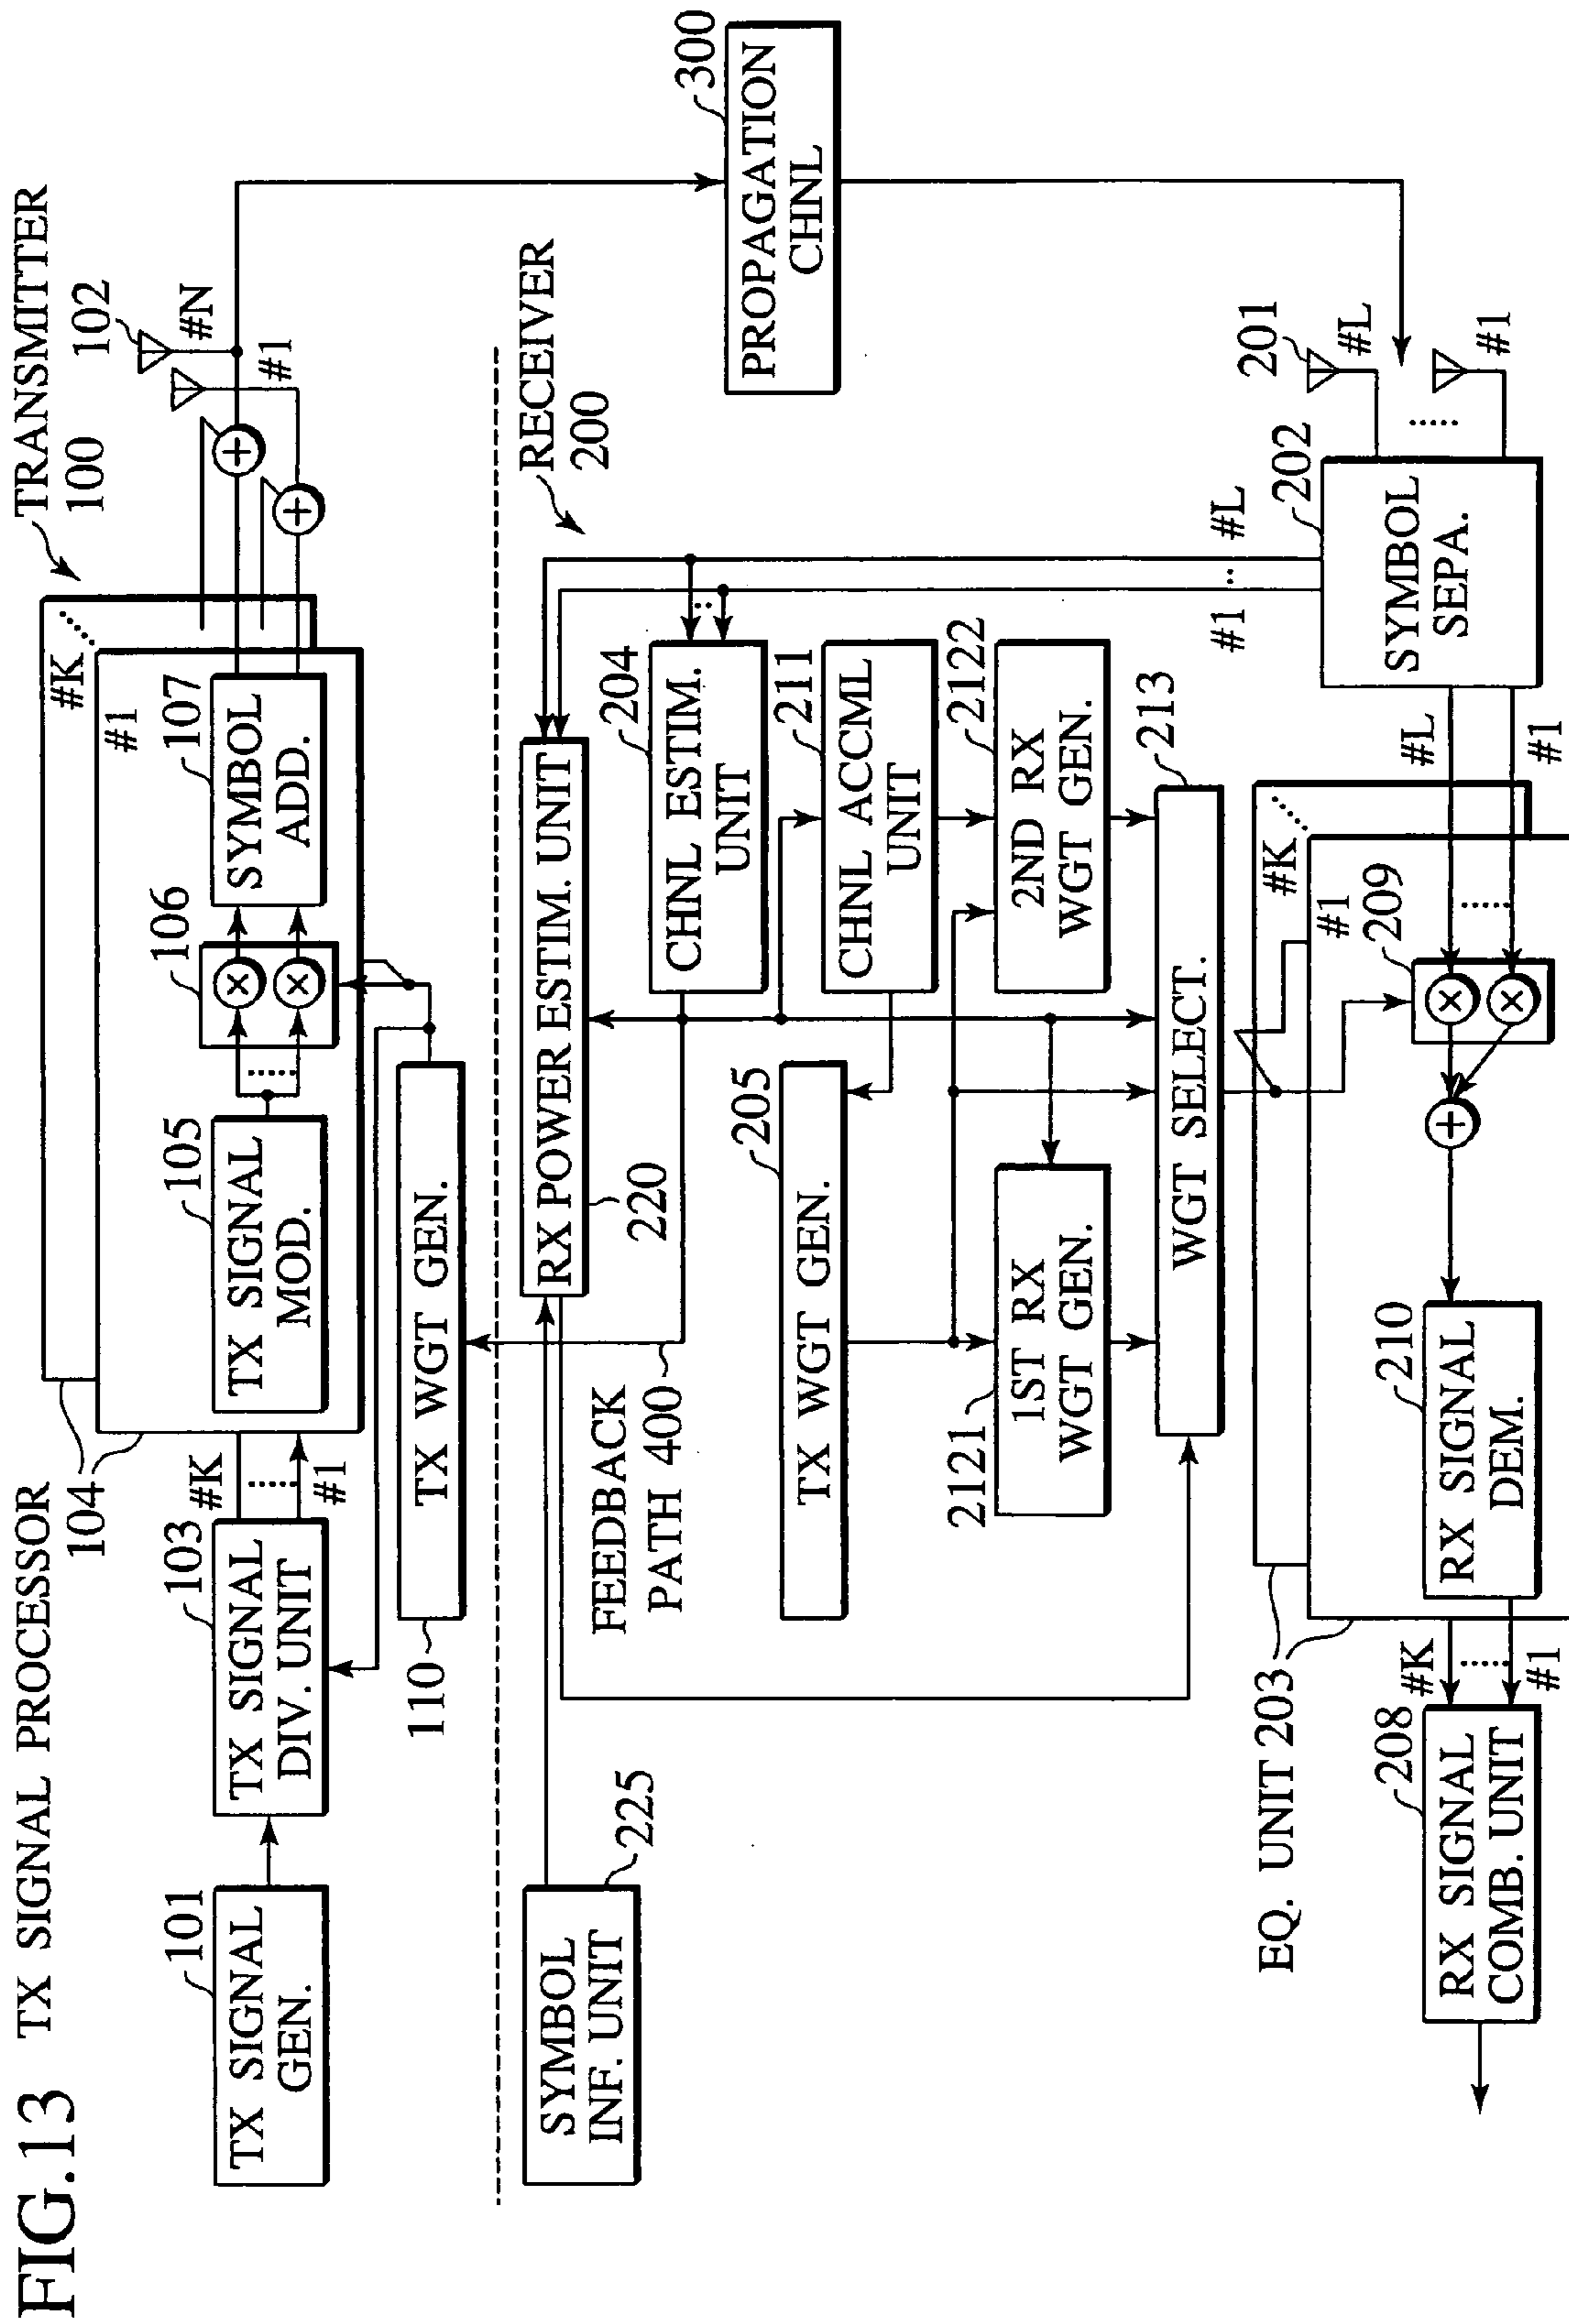 FIG.13
TX SIGNAL PROCESSOR
104
TRANSMITTER
100
101
TX SIGNAL
GEN.
103
TX SIGNAL
DIV. UNIT
#K
#1
105
TX SIGNAL
MOD.
106
107
SYMBOL
ADD.
#1
#K
102
#N
#1
110
TX WGT GEN.
RECEIVER
200
300
PROPAGATION
CHNL
SYMBOL
INF. UNIT
225
FEEDBACK
PATH 400
RX POWER ESTIM. UNIT
220
204
CHNL ESTIM.
UNIT
205
TX WGT GEN.
211
CHNL ACCML
UNIT
2121
1ST RX
WGT GEN.
2122
2ND RX
WGT GEN.
213
WGT SELECT.
#L
#1
201
#L
#1
202
SYMBOL
SEPA.
#L
#1
EQ. UNIT 203
#K
#1
209
210
RX SIGNAL
DEM.
#K
#1
208
RX SIGNAL
COMB. UNIT